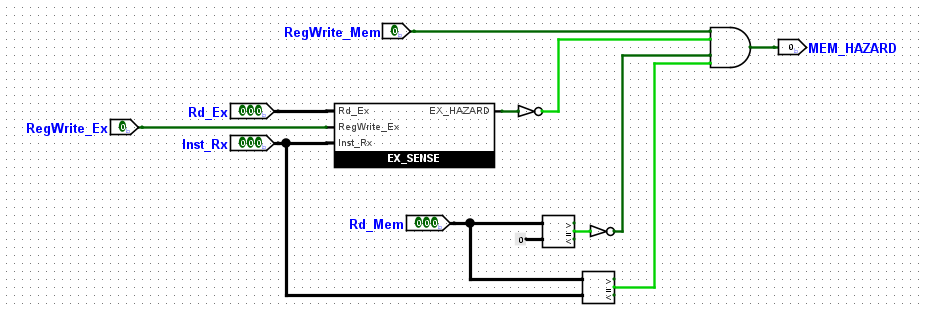 RegWrite_Mem 0
0 MEM_HAZARD
Rd_Ex 000
Rd_Ex EX_HAZARD
RegWrite_Ex 0
RegWrite_Ex
Inst_Rx 000
Inst_Rx
EX_SENSE
Rd_Mem 000
0
>
=
<
>
=
<